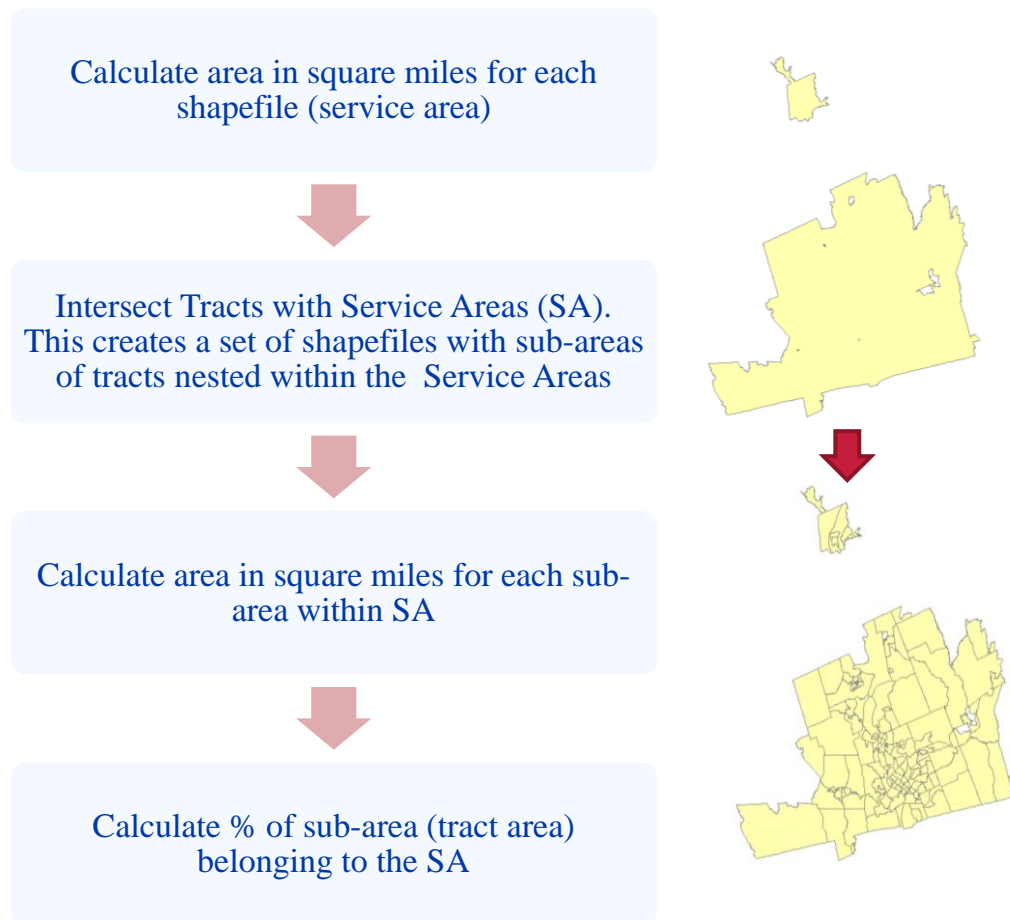 Calculate area in square miles for each
shapefile (service area)
Intersect Tracts with Service Areas (SA).
This creates a set of shapefiles with sub-areas
of tracts nested within the Service Areas
Calculate area in square miles for each sub-
area within SA
Calculate % of sub-area (tract area)
belonging to the SA